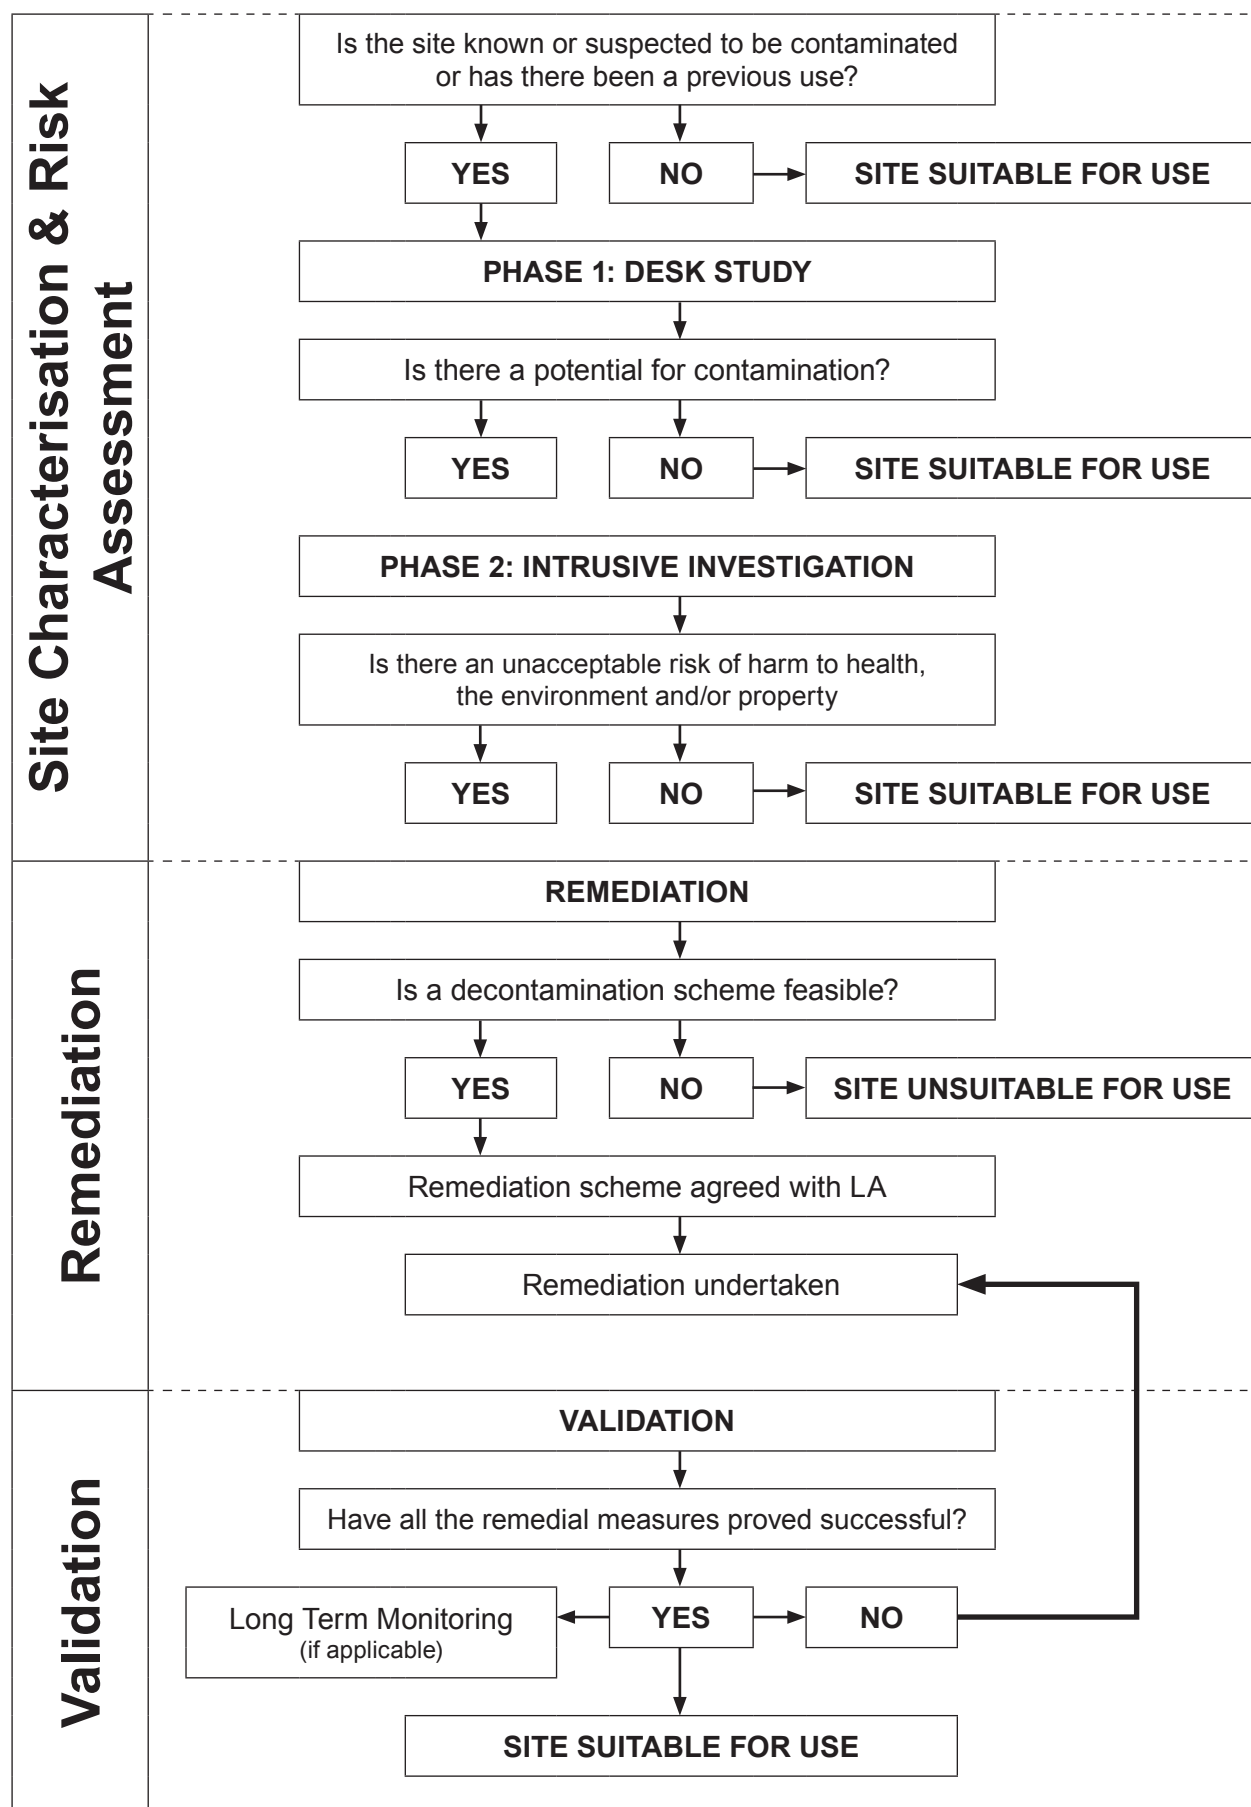 Site Characterisation & Risk
Assessment
Is the site known or suspected to be contaminated
or has there been a previous use?
YES
NO
SITE SUITABLE FOR USE
PHASE 1: DESK STUDY
Is there a potential for contamination?
YES
NO
SITE SUITABLE FOR USE
PHASE 2: INTRUSIVE INVESTIGATION
Is there an unacceptable risk of harm to health,
the environment and/or property
YES
NO
SITE SUITABLE FOR USE
Remediation
REMEDIATION
Is a decontamination scheme feasible?
YES
NO
SITE UNSUITABLE FOR USE
Remediation scheme agreed with LA
Remediation undertaken
Validation
VALIDATION
Have all the remedial measures proved successful?
Long Term Monitoring
(if applicable)
YES
NO
SITE SUITABLE FOR USE